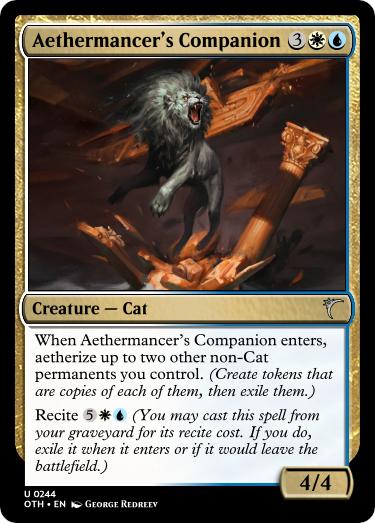 Aethermancer's Companion 3
Creature — Cat
When Aethermancer's Companion enters,
aetherize up to two other non-Cat
permanents you control. (Create tokens that
are copies of each of them, then exile them.)
Recite 5 (You may cast this spell from
your graveyard for its recite cost. If you do,
exile it when it enters or if it would leave the
battlefield.)
4/4
U 0244
OTH • EN George Redreev